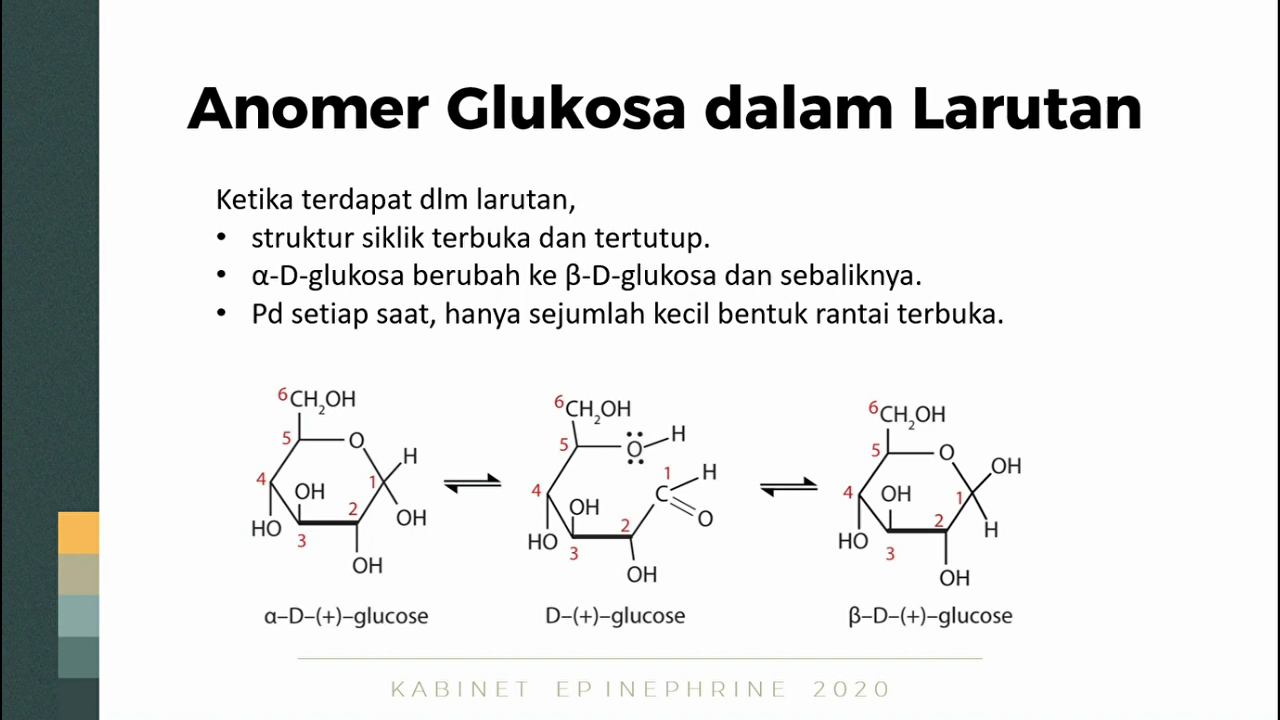 Anomer Glukosa dalam Larutan
Ketika terdapat dlm larutan,
• struktur siklik terbuka dan tertutup.
• α-D-glukosa berubah ke β-D-glukosa dan sebaliknya.
• Pd setiap saat, hanya sejumlah kecil bentuk rantai terbuka.
6CH₂OH
5
O
H
4
1
OH
2
HO
3
OH
OH
α–D–(+)–glucose
6CH₂OH
5
O
H
1
H
4
C
OH
2
O
HO
3
OH
D–(+)–glucose
6CH₂OH
5
O
OH
4
OH
1
2
H
HO
3
OH
β–D–(+)–glucose
KABINET EPINEPHRINE 2020